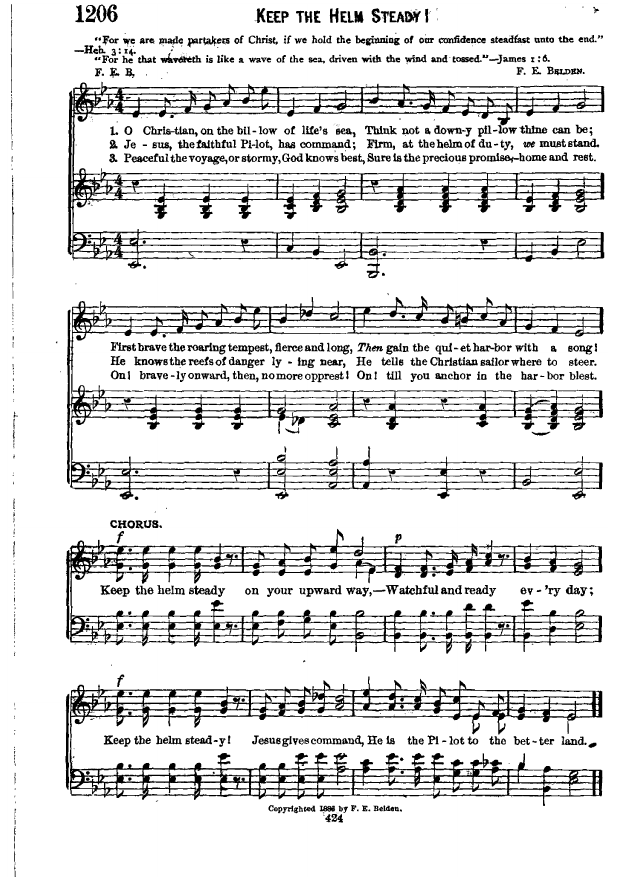 1206 KEEP THE HELM STEADY!
"For we are made partakers of Christ, if we hold the beginning of our confidence steadfast unto the end."
—Heb. 3:14.
"For he that wavereth is like a wave of the sea, driven with the wind and tossed."—James 1:6.
F. E. B. F. E. BELDEN.
1. O Chris-tian, on the bil-low of life's sea, Think not a down-y pil-low thine can be;
2. Je - sus, the faithful Pi-lot, has command; Firm, at the helm of du-ty, we must stand.
3. Peaceful the voyage, or stormy, God knows best, Sure is the precious promise,—home and rest.
First brave the roaring tempest, fierce and long, Then gain the qui-et har-bor with a song!
He knows the reefs of danger ly - ing near, He tells the Christian sailor where to steer.
On! brave-ly onward, then, no more opprest! On! till you anchor in the har-bor blest.
CHORUS.
f p
Keep the helm steady on your upward way,—Watchful and ready ev-'ry day;
f
Keep the helm stead-y! Jesus gives command, He is the Pi-lot to the bet-ter land.
Copyrighted 1886 by F. E. Belden.
424